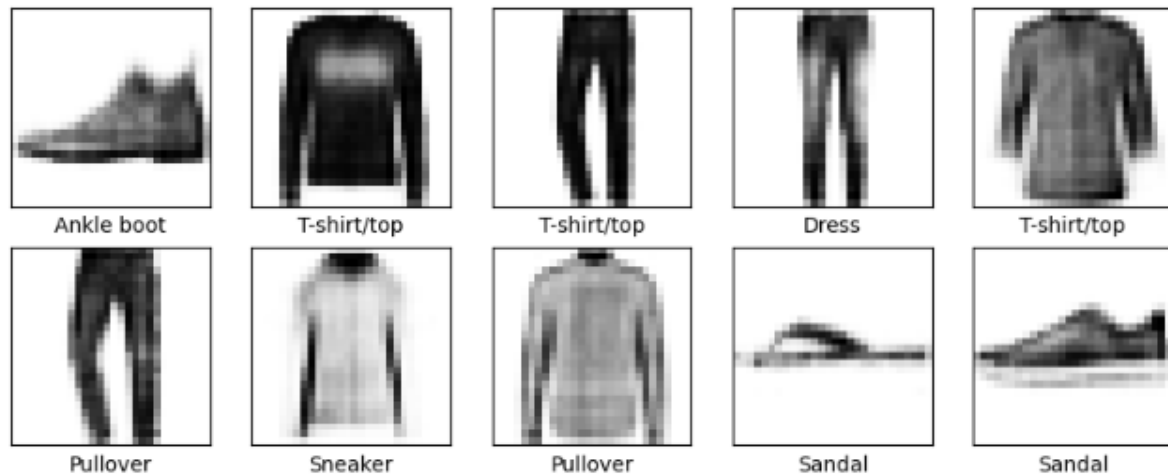 Ankle boot T-shirt/top T-shirt/top Dress T-shirt/top
Pullover Sneaker Pullover Sandal Sandal